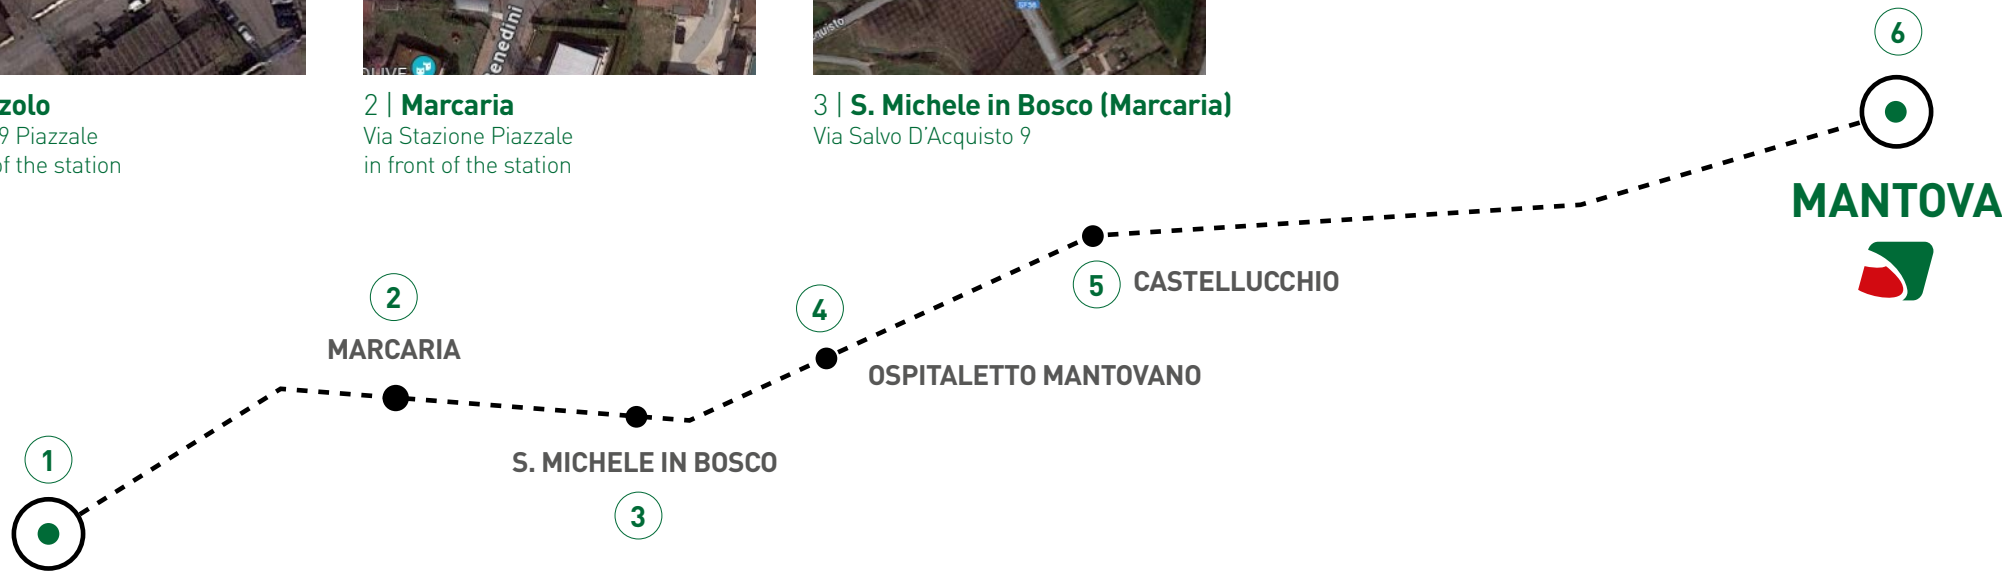 SP56
zolo
9 Piazzale
of the station
2 | Marcaria
Via Stazione Piazzale
in front of the station
3 | S. Michele in Bosco (Marcaria)
Via Salvo D'Acquisto 9
6
MANTOVA
5 CASTELLUCCHIO
4
OSPITALETTO MANTOVANO
2
MARCARIA
S. MICHELE IN BOSCO
3
1